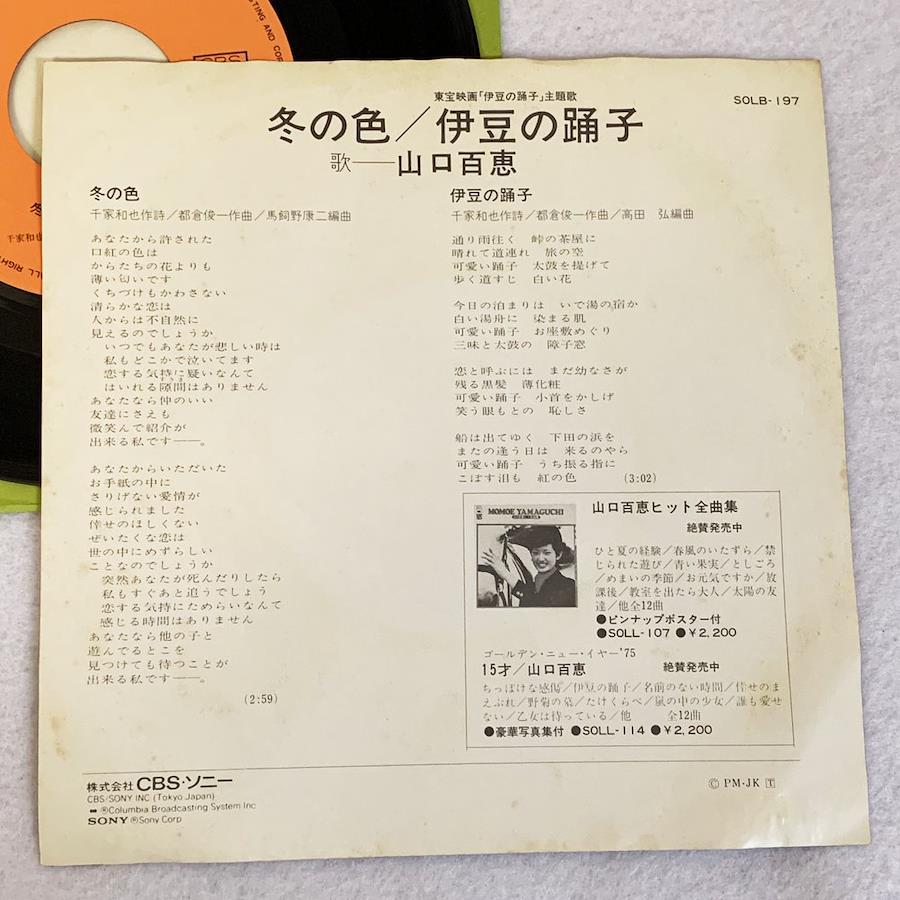 STING AND COP
CBS
冬
千家和也
ALL RIGHT
東宝映画「伊豆の踊子」主題歌
SOLB-197
冬の色／伊豆の踊子
歌――山口百恵
冬の色
千家和也作詩／都倉俊一作曲／馬飼野康二編曲
あなたから許された
口紅の色は
からたちの花よりも
薄い匂いです
くちづけもかわさない
清らかな恋は
人からは不自然に
見えるのでしょうか
いつでもあなたが悲しい時は
私もどこかで泣いてます
恋する気持に疑いなんて
はいれる隙間はありません
あなたなら仲のいい
友達にさえも
微笑んで紹介が
出来る私です――。
あなたからいただいた
お手紙の中に
さりげない愛情が
感じられました
倖せのほしくない
ぜいたくな恋は
世の中にめずらしい
ことなのでしょうか
突然あなたが死んだりしたら
私もすぐあと追うでしょう
恋する気持にためらいなんて
感じる時間はありません
あなたなら他の子と
遊んでるとこを
見つけても待つことが
出来る私です――。
(2:59)
伊豆の踊子
千家和也作詩／都倉俊一作曲／高田　弘編曲
通り雨往く　峠の茶屋に
晴れて道連れ　旅の空
可愛い踊子　太鼓を提げて
歩く道すじ　白い花
今日の泊まりは　いで湯の宿か
白い湯舟に　染まる肌
可愛い踊子　お座敷めぐり
三味と太鼓の　障子窓
恋と呼ぶには　まだ幼なさが
残る黒髪　薄化粧
可愛い踊子　小首をかしげ
笑う眼もとの　恥しさ
船は出てゆく　下田の浜を
またの逢う日は　来るのやら
可愛い踊子　うち振る指に
こぼす泪も　紅の色　(3:02)
MOMOE YAMAGUCHI
山口百恵ヒット全曲集
絶賛発売中
ひと夏の経験／春風のいたずら／禁
じられた遊び／青い果実／としごろ
／めまいの季節／お元気ですか／放
課後／教室を出たら大人／太陽の友
達／他全12曲
●ピンナップポスター付
●SOLL-107 ●￥2,200
ゴールデン・ニュー・イヤー'75
15才／山口百恵　絶賛発売中
ちっぽけな感傷／伊豆の踊子／名前のない時間／倖せのま
えぶれ／野菊の墓／たけくらべ／嵐の中の少女／誰も愛せ
ない／乙女は待っている／他　全12曲
●豪華写真集付 ●SOLL-114 ●￥2,200
株式会社 CBS・ソニー
CBS/SONY INC (Tokyo Japan)
®Columbia Broadcasting System Inc
SONY ®Sony Corp
© PM・JK T